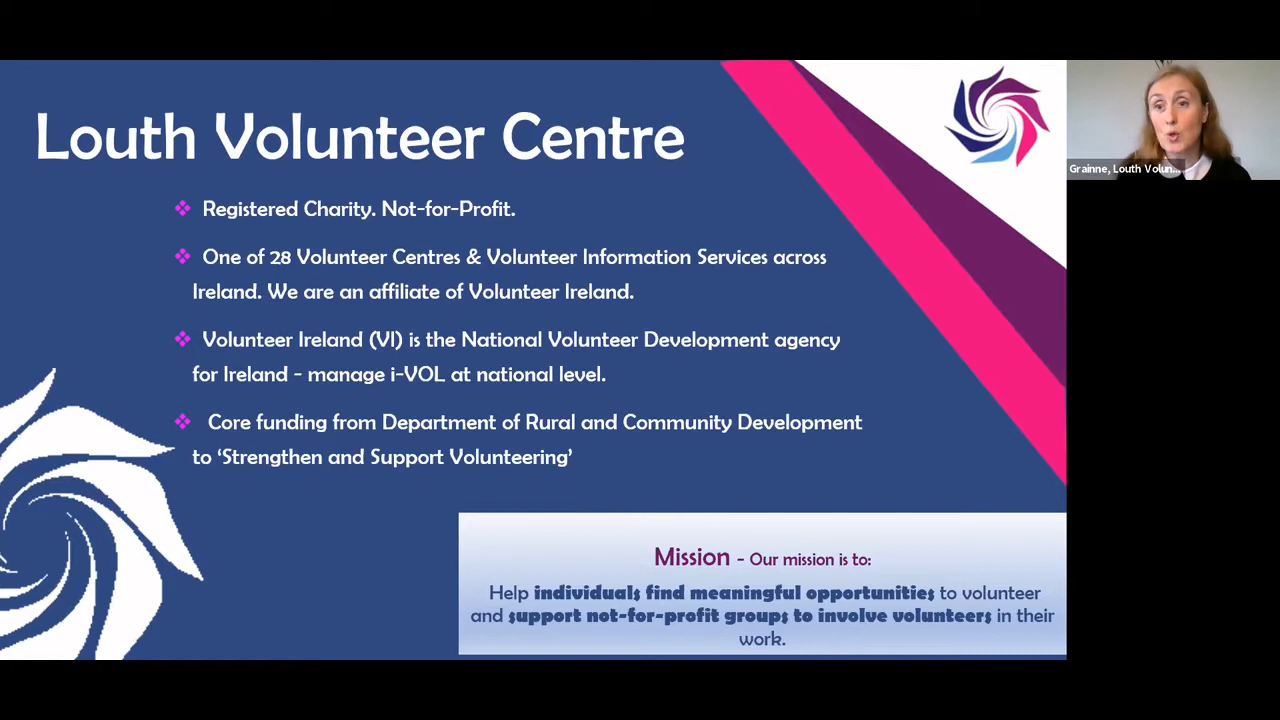 Louth Volunteer Centre
❖ Registered Charity. Not-for-Profit.
❖ One of 28 Volunteer Centres & Volunteer Information Services across
Ireland. We are an affiliate of Volunteer Ireland.
❖ Volunteer Ireland (VI) is the National Volunteer Development agency
for Ireland - manage i-VOL at national level.
❖ Core funding from Department of Rural and Community Development
to ‘Strengthen and Support Volunteering’
Mission - Our mission is to:
Help individuals find meaningful opportunities to volunteer
and support not-for-profit groups to involve volunteers in their
work.
Grainne, Louth Volun...